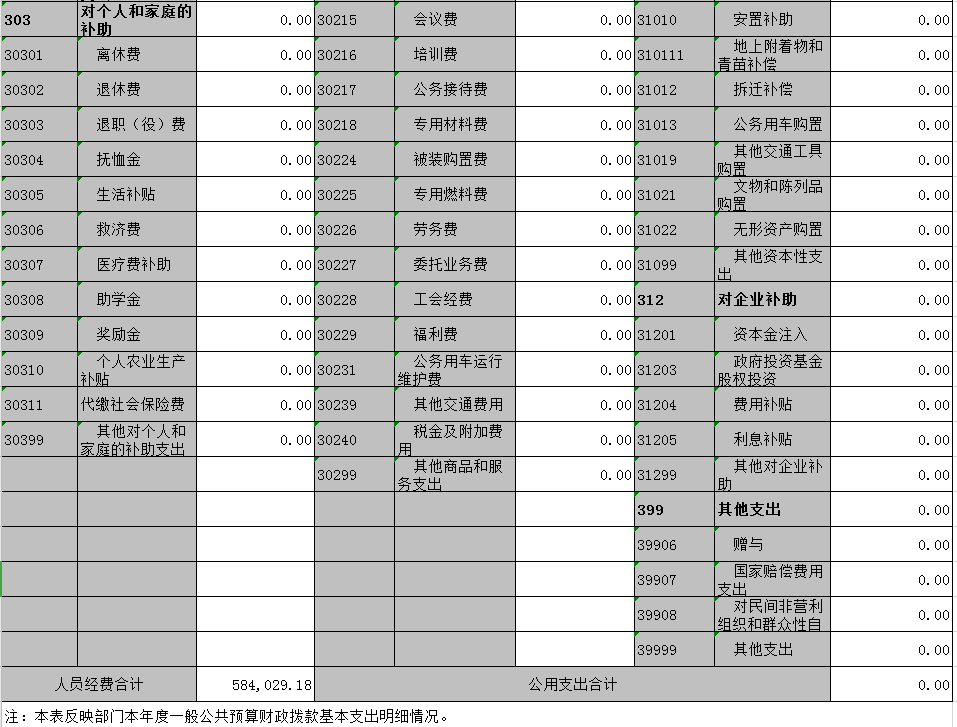 303 对个人和家庭的补助 0.00 30215 会议费 0.00 31010 安置补助 0.00
30301 离休费 0.00 30216 培训费 0.00 310111 地上附着物和青苗补偿 0.00
30302 退休费 0.00 30217 公务接待费 0.00 31012 拆迁补偿 0.00
30303 退职（役）费 0.00 30218 专用材料费 0.00 31013 公务用车购置 0.00
30304 抚恤金 0.00 30224 被装购置费 0.00 31019 其他交通工具购置 0.00
30305 生活补贴 0.00 30225 专用燃料费 0.00 31021 文物和陈列品购置 0.00
30306 救济费 0.00 30226 劳务费 0.00 31022 无形资产购置 0.00
30307 医疗费补助 0.00 30227 委托业务费 0.00 31099 其他资本性支出 0.00
30308 助学金 0.00 30228 工会经费 0.00 312 对企业补助 0.00
30309 奖励金 0.00 30229 福利费 0.00 31201 资本金注入 0.00
30310 个人农业生产补贴 0.00 30231 公务用车运行维护费 0.00 31203 政府投资基金股权投资 0.00
30311 代缴社会保险费 0.00 30239 其他交通费用 0.00 31204 费用补贴 0.00
30399 其他对个人和家庭的补助支出 0.00 30240 税金及附加费用 0.00 31205 利息补贴 0.00
30299 其他商品和服务支出 0.00 31299 其他对企业补助 0.00
399 其他支出 0.00
39906 赠与 0.00
39907 国家赔偿费用支出 0.00
39908 对民间非营利组织和群众性自 0.00
39999 其他支出 0.00
人员经费合计 584,029.18 公用支出合计 0.00
注：本表反映部门本年度一般公共预算财政拨款基本支出明细情况。